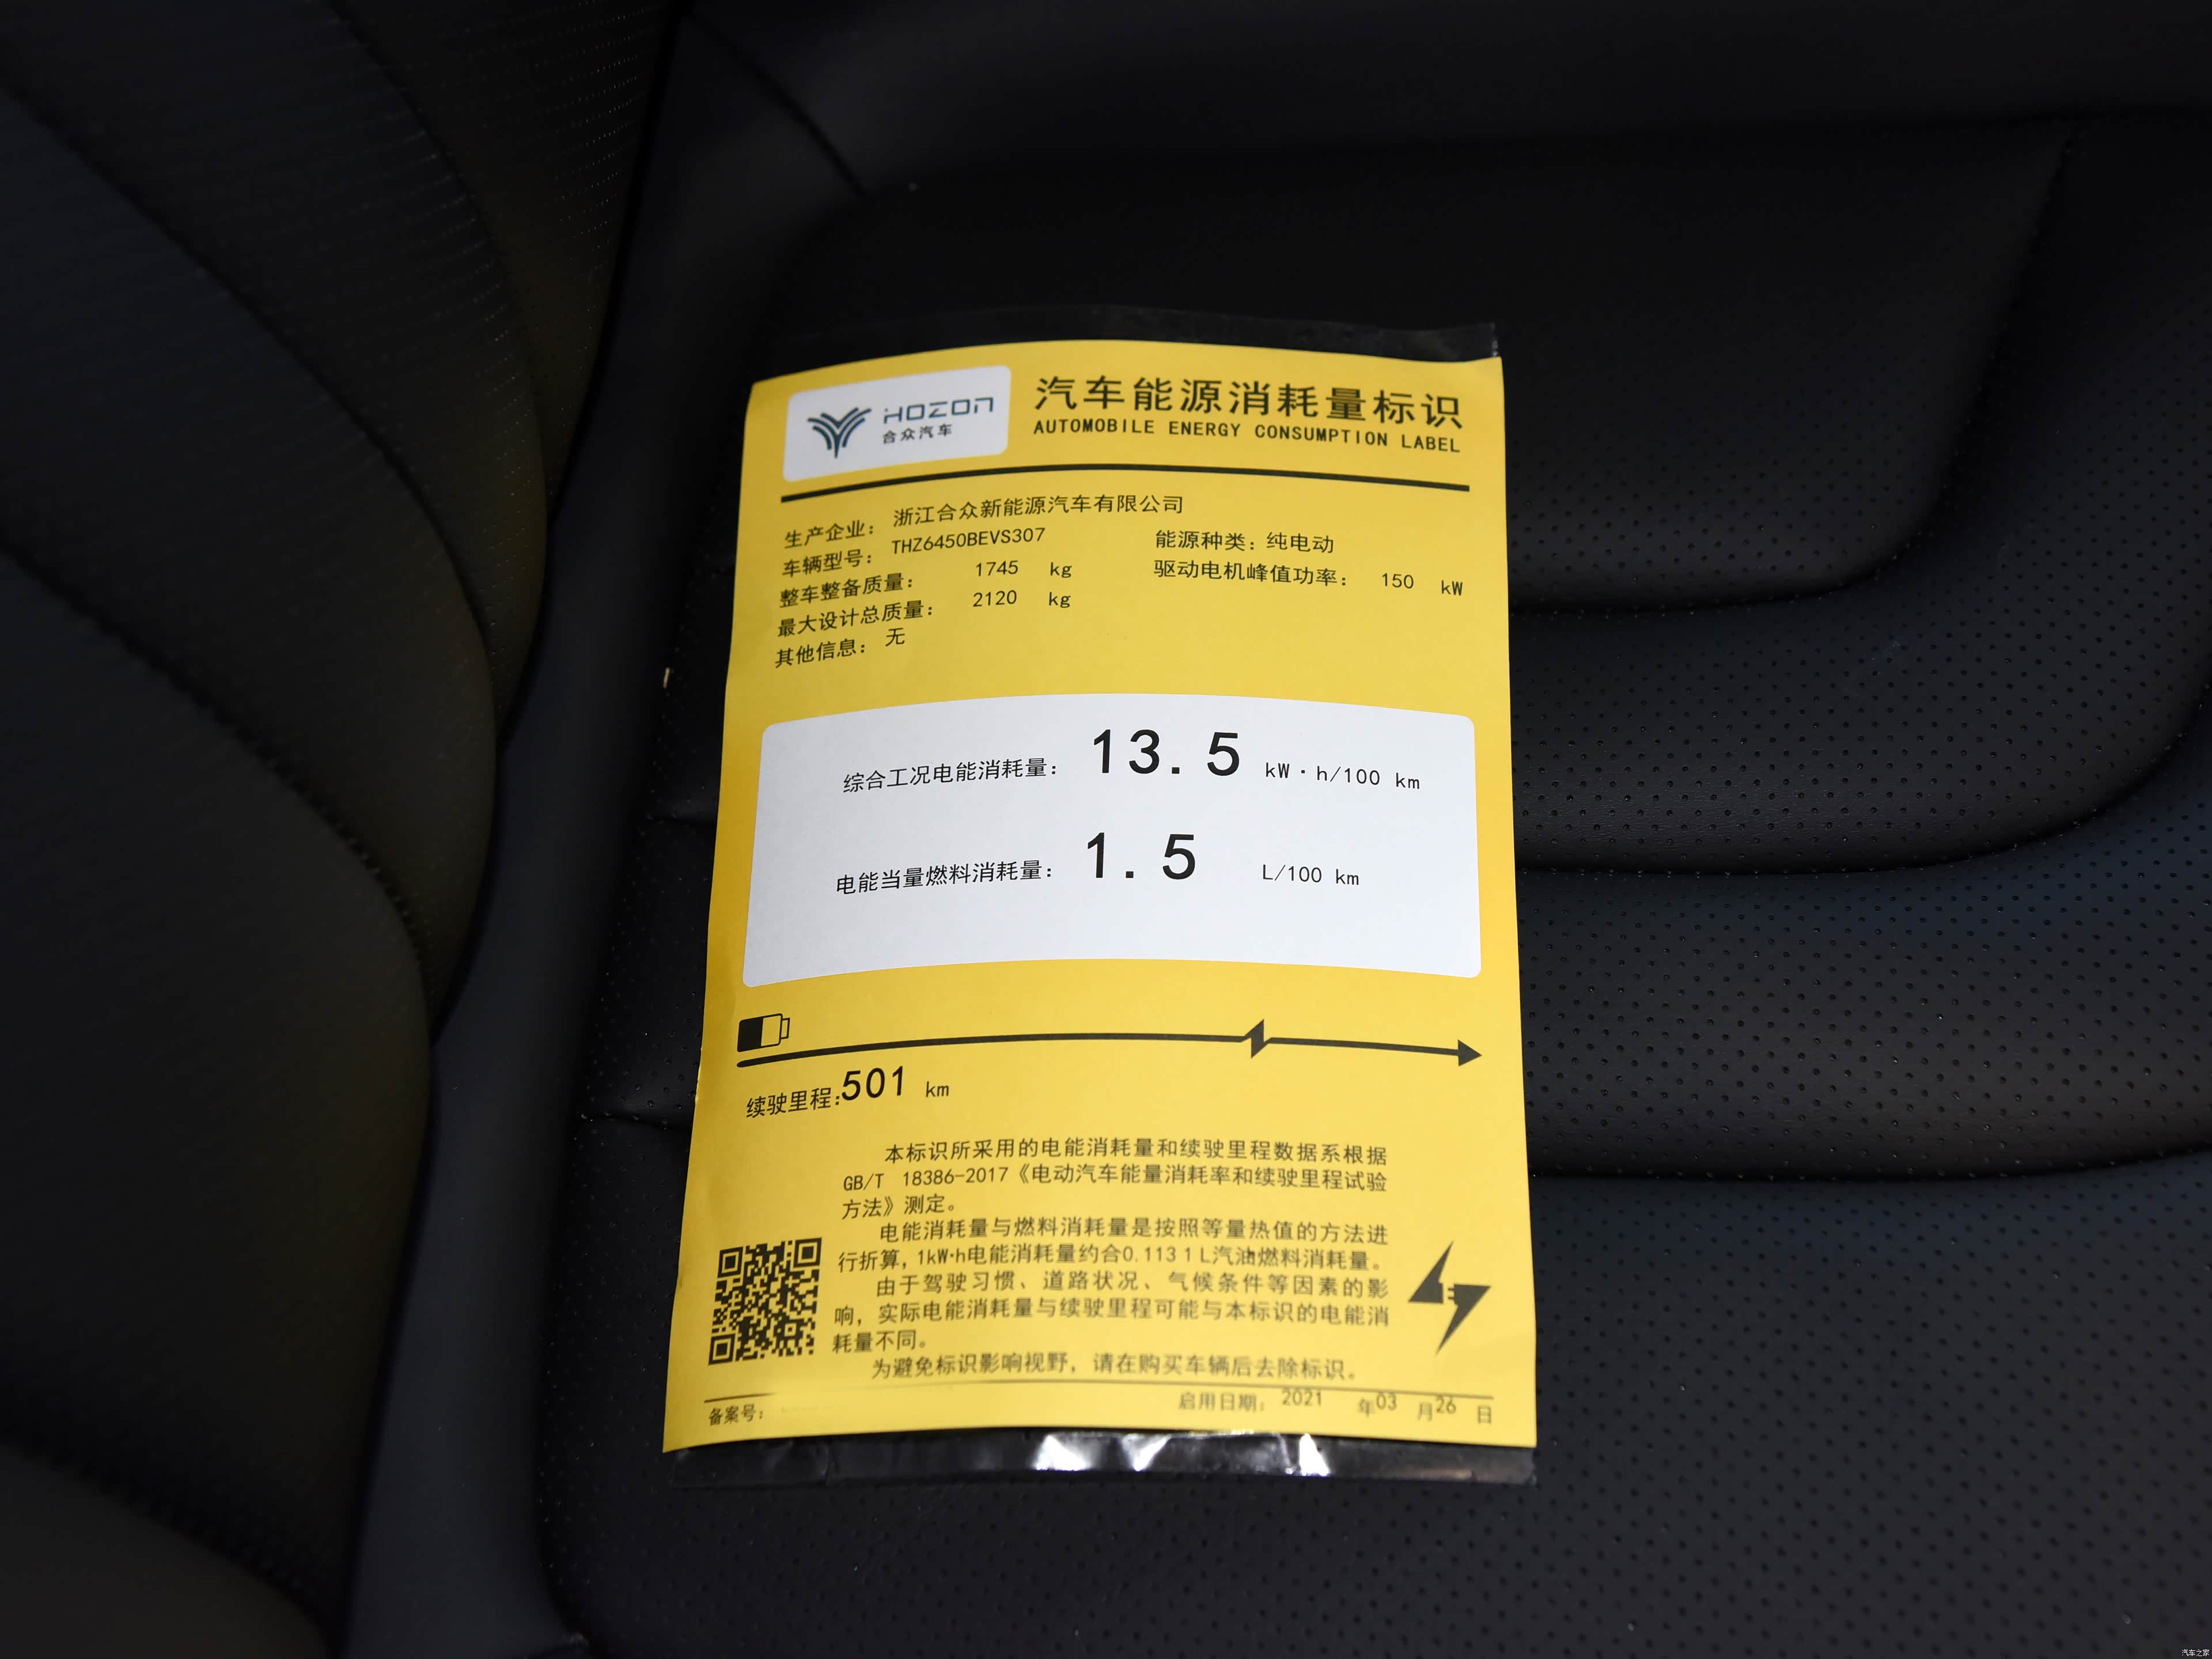 HOZON
合众汽车
汽车能源消耗量标识
AUTOMOBILE ENERGY CONSUMPTION LABEL
生产企业: 浙江合众新能源汽车有限公司
车辆型号: THZ6450BEVS307 能源种类: 纯电动
整车整备质量: 1745 kg 驱动电机峰值功率: 150 kW
最大设计总质量: 2120 kg
其他信息: 无
综合工况电能消耗量: 13.5 kW·h/100 km
电能当量燃料消耗量: 1.5 L/100 km
续驶里程:501 km
本标识所采用的电能消耗量和续驶里程数据系根据
GB/T 18386-2017《电动汽车能量消耗率和续驶里程试验
方法》测定。
电能消耗量与燃料消耗量是按照等量热值的方法进
行折算，1kW·h电能消耗量约合0.113 1 L汽油燃料消耗量。
由于驾驶习惯、道路状况、气候条件等因素的影
响，实际电能消耗量与续驶里程可能与本标识的电能消
耗量不同。
为避免标识影响视野，请在购买车辆后去除标识。
备案号: 启用日期: 2021 年03 月26 日
汽车之家